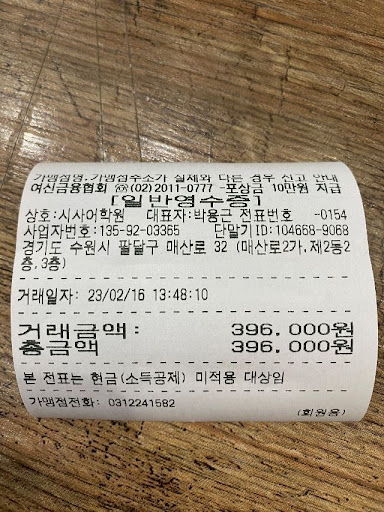 가맹점명,가맹점주소가 실제와 다른 경우 신고 안내
여신금융협회 ☎(02)2011-0777 -포상금 10만원 지급
[일반영수증]
상호:시사어학원 대표자:박용근 전표번호 -0154
사업자번호:135-92-03365 단말기ID:104668-9068
경기도 수원시 팔달구 매산로 32 (매산로2가,제2동2
층,3층)
거래일자: 23/02/16 13:48:10
거래금액: 396,000원
총금액 396,000원
본 전표는 현금(소득공제) 미적용 대상임
가맹점전화: 0312241582
(회원용)